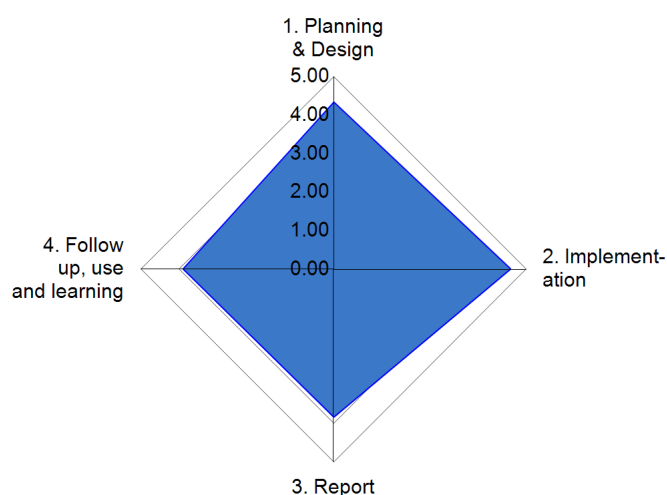 1. Planning
& Design
5.00
4.00
3.00
2.00
1.00
0.00
4. Follow
up, use
and learning
2. Implement-
ation
3. Report